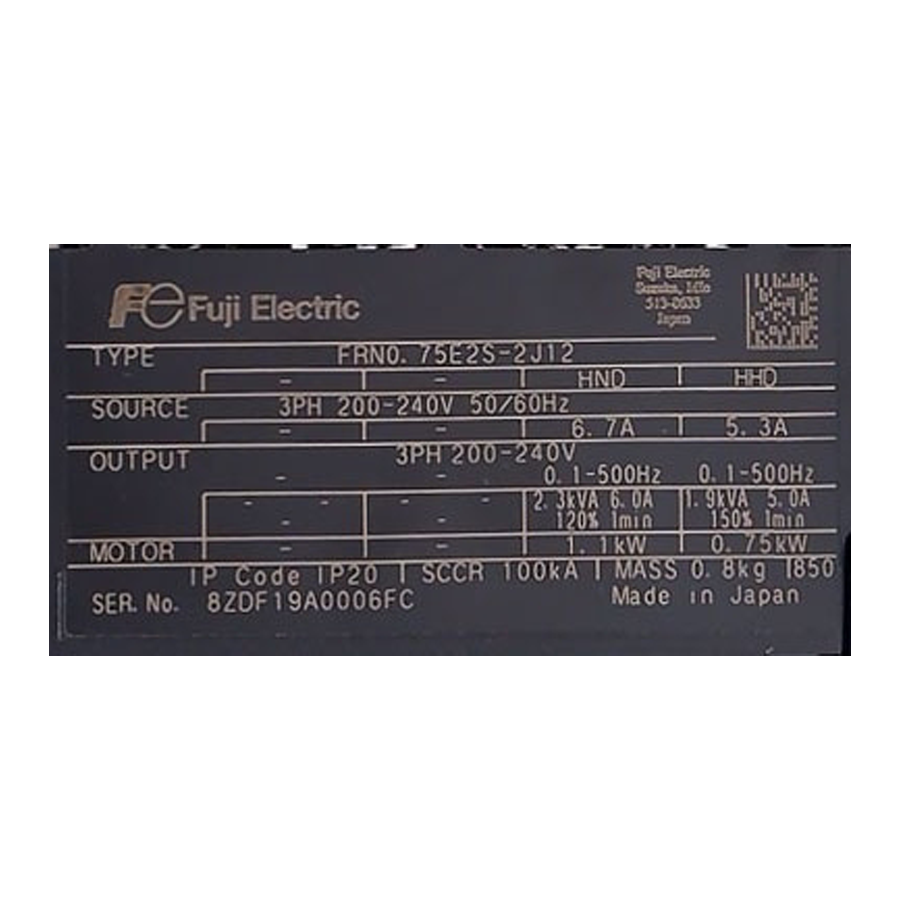 Fe Fuji Electric
Fuji Electric
Suzuka, Mie
513-8633
Japan
TYPE FRN0.75E2S-2J12
- - HND HHD
SOURCE 3PH 200-240V 50/60Hz
- - 6.7A 5.3A
OUTPUT 3PH 200-240V
- - 0.1-500Hz 0.1-500Hz
- - - - 2.3kVA 6.0A 1.9kVA 5.0A
- - 120% 1min 150% 1min
MOTOR - - 1.1kW 0.75kW
IP Code IP20 | SCCR 100kA | MASS 0.8kg |850
SER. No. 8ZDF19A0006FC Made in Japan